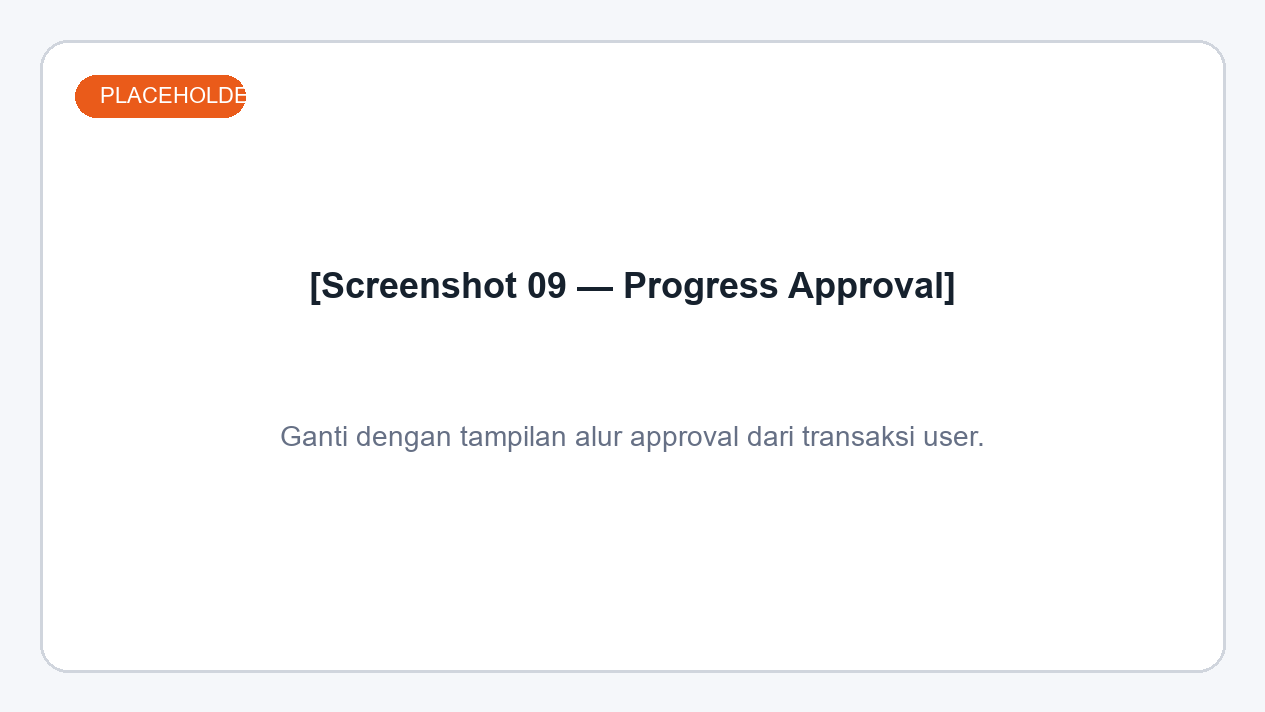 PLACEHOLDE
[Screenshot 09 — Progress Approval]
Ganti dengan tampilan alur approval dari transaksi user.